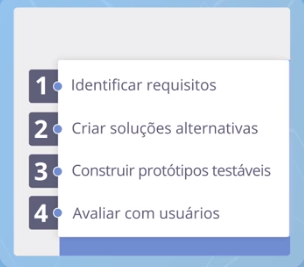 1 Identificar requisitos
2 Criar soluções alternativas
3 Construir protótipos testáveis
4 Avaliar com usuários